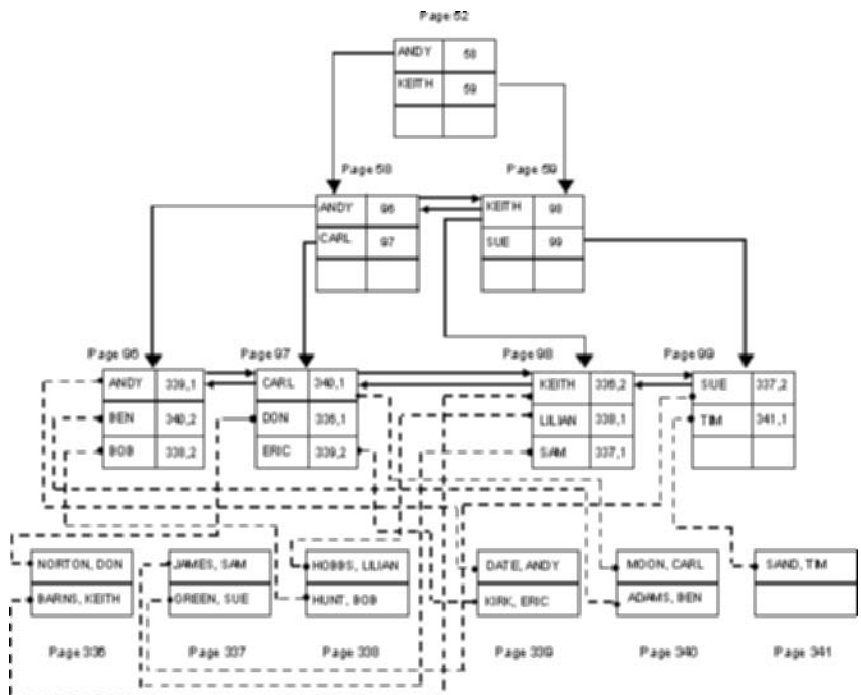 Page 52
ANDY 58
KEITH 59
Page 58 Page 59
ANDY 96 KEITH 98
CARL 97 SUE 99
Page 96 Page 97 Page 98 Page 99
ANDY 339,1 CARL 340,1 KEITH 336,2 SUE 337,2
BEN 340,2 DON 336,1 LILIAN 338,1 TIM 341,1
BOB 338,2 ERIC 339,2 SAM 337,1
NORTON, DON JAMES, SAM HOBBS, LILIAN DATE, ANDY MOON, CARL SAND, TIM
BARNS, KEITH GREEN, SUE HUNT, BOB KIRK, ERIC ADAMS, BEN
Page 336 Page 337 Page 338 Page 339 Page 340 Page 341